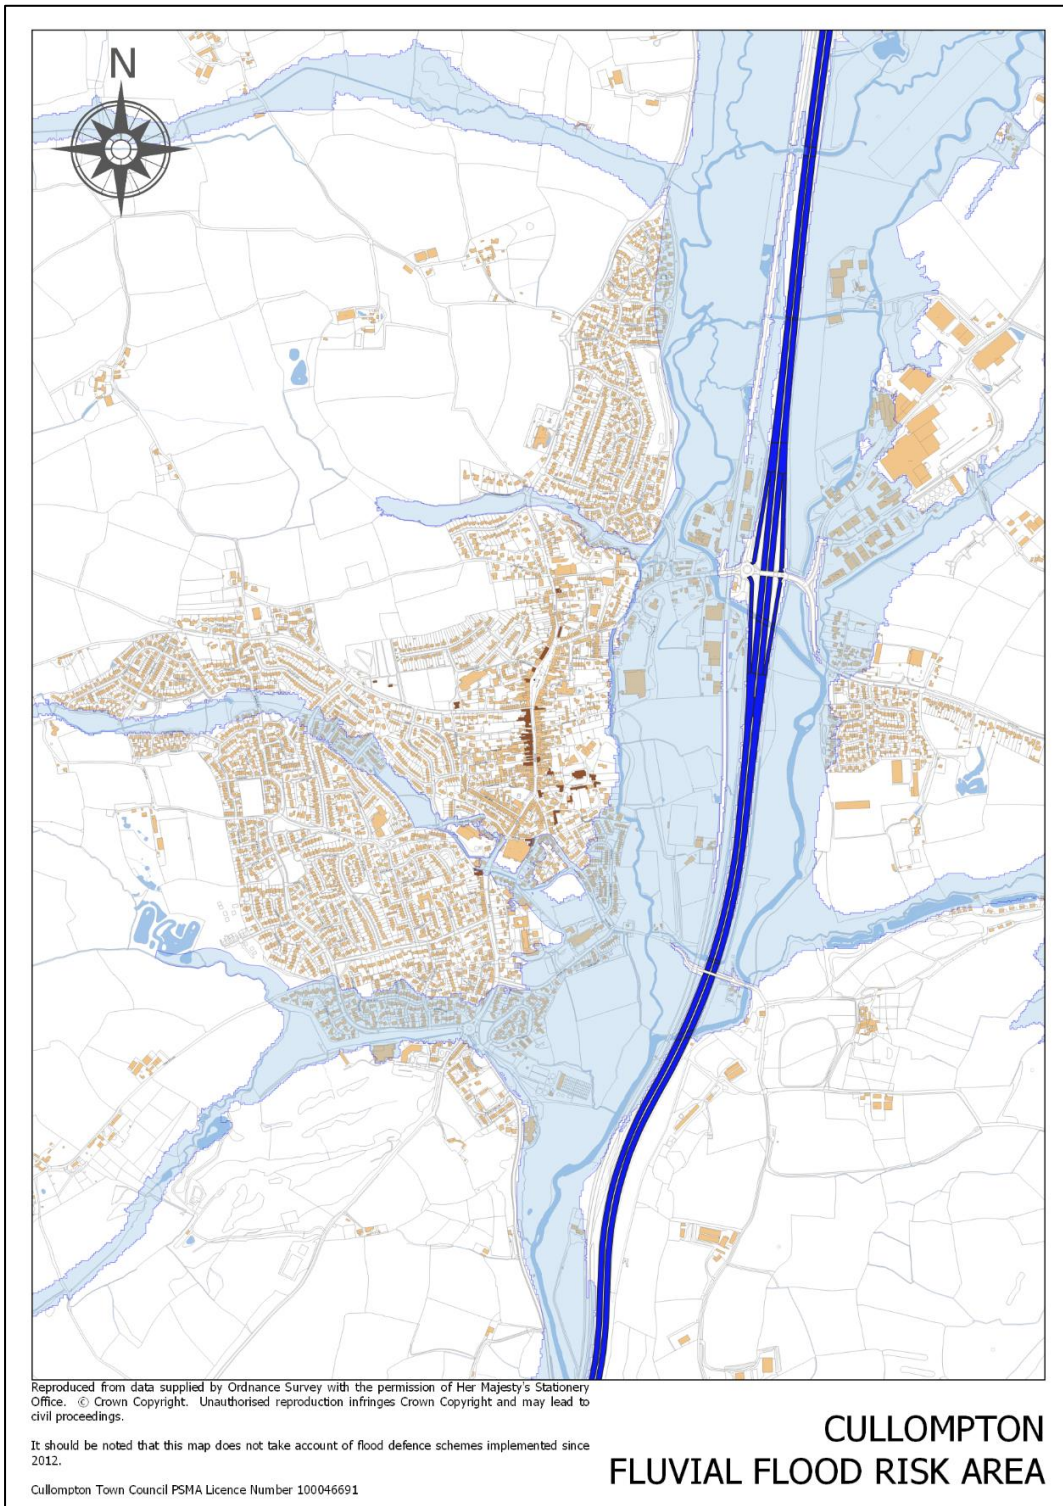 N
Reproduced from data supplied by Ordnance Survey with the permission of Her Majesty's Stationery
Office. © Crown Copyright. Unauthorised reproduction infringes Crown Copyright and may lead to
civil proceedings.
It should be noted that this map does not take account of flood defence schemes implemented since
2012.
Cullompton Town Council PSMA Licence Number 100046691
CULLOMPTON
FLUVIAL FLOOD RISK AREA